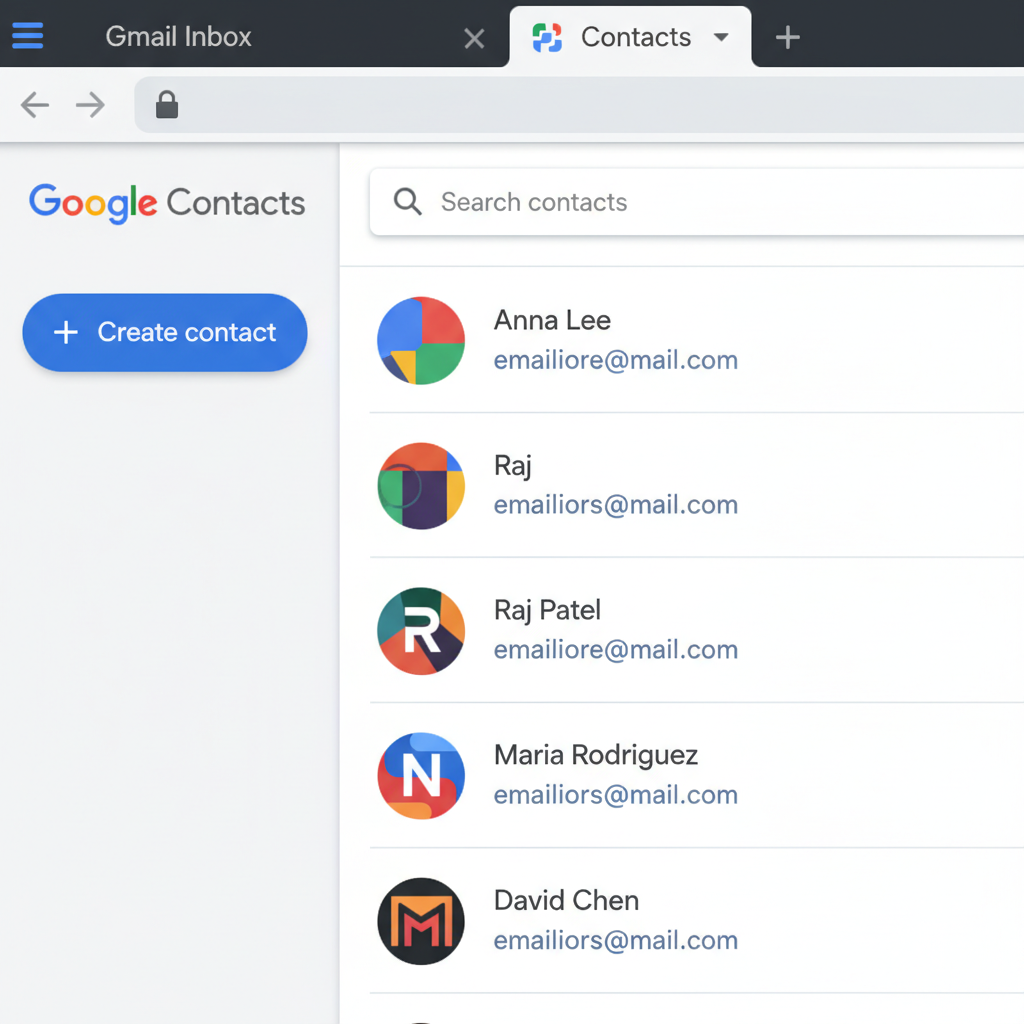 Gmail Inbox
Contacts
Google Contacts
Search contacts
+ Create contact
Anna Lee
emailiore@mail.com
Raj
emailiors@mail.com
R
Raj Patel
emailiore@mail.com
N
Maria Rodriguez
emailiors@mail.com
M
David Chen
emailiors@mail.com